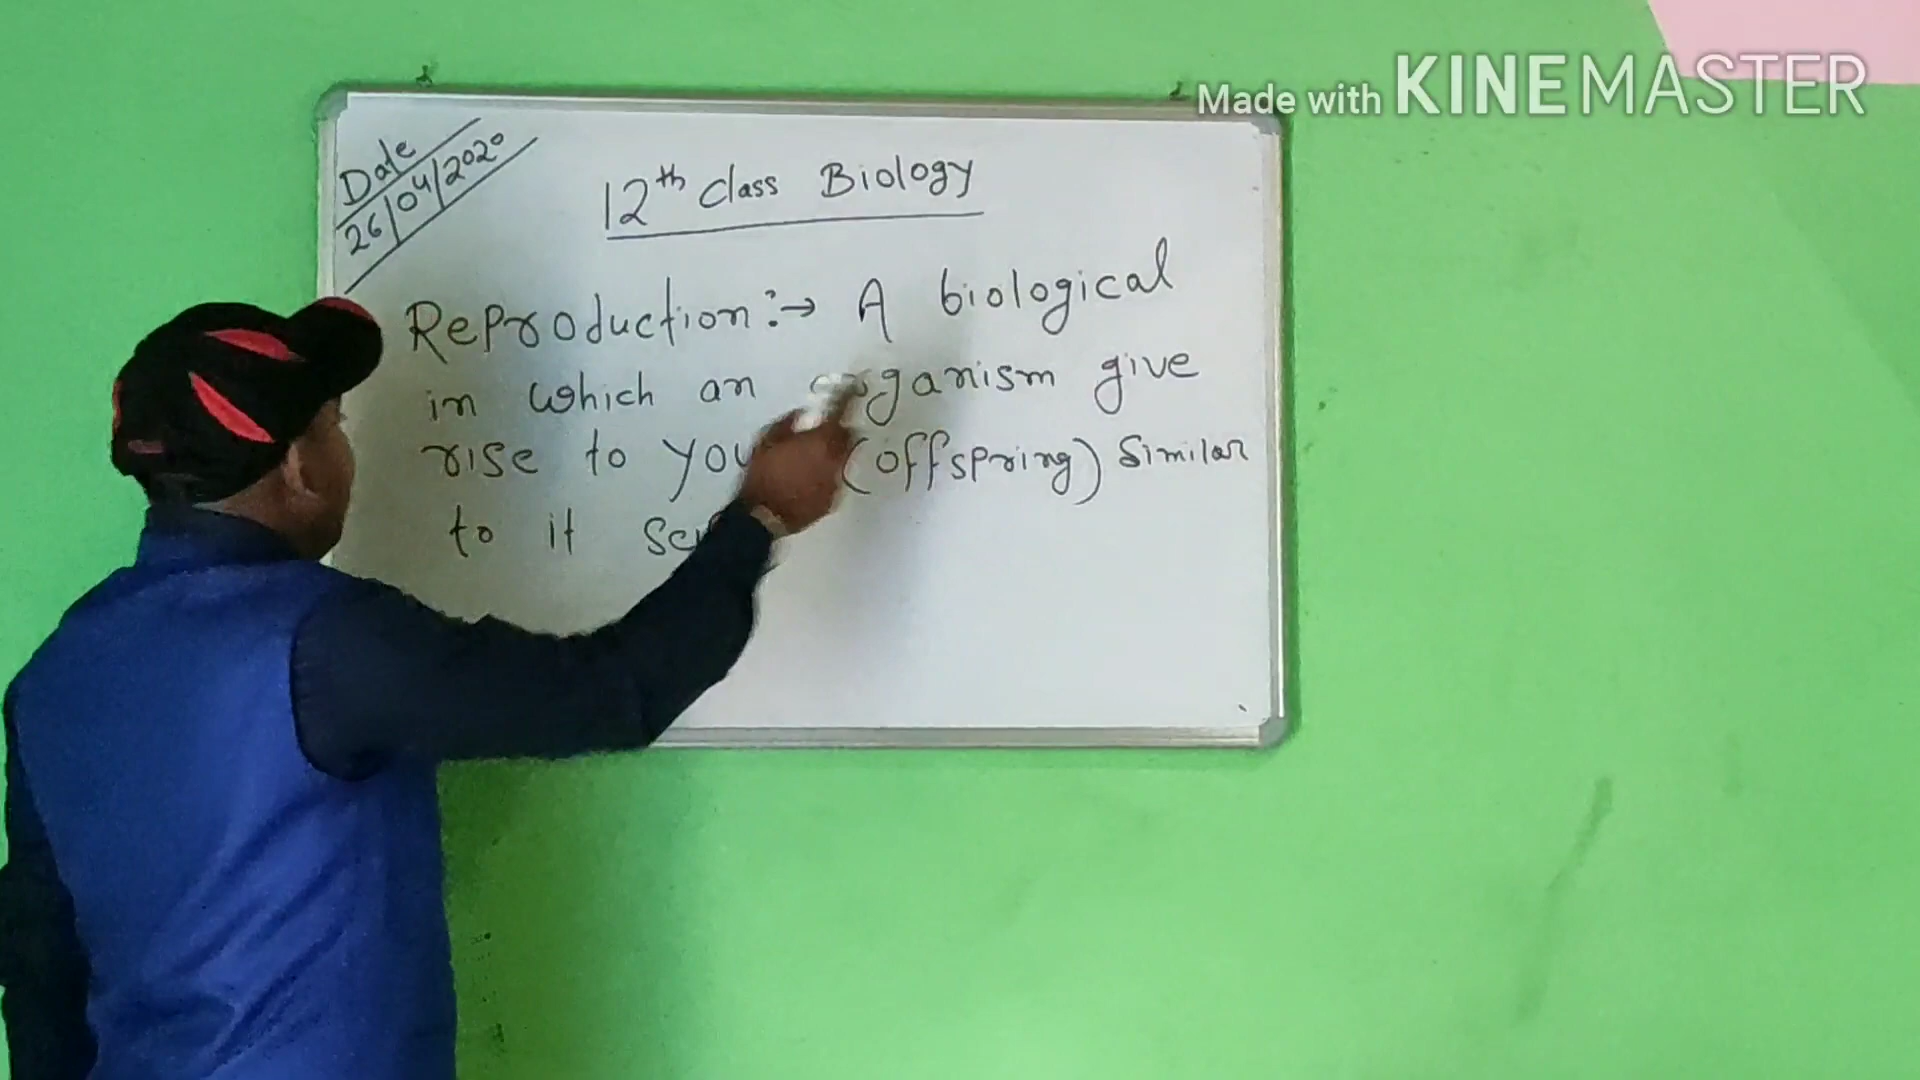 Made with KINEMASTER
Date
26/04/2020
12th Class Biology
Reproduction :→ A biological
in which an organism give
rise to (offspring) Similar
to it